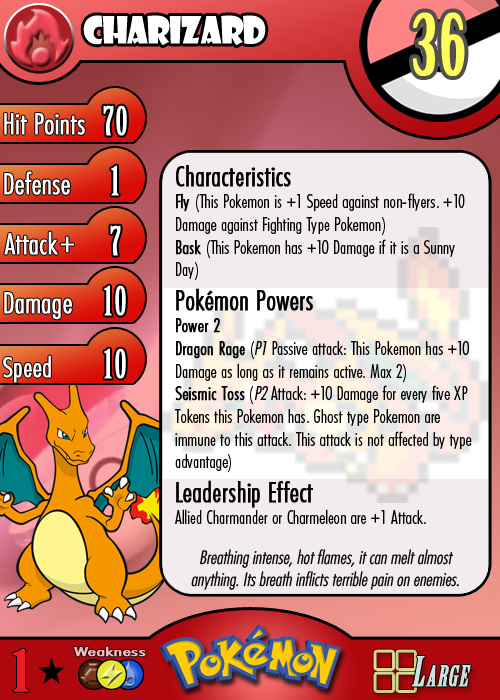 CHARIZARD
36
Hit Points 70
Defense 1
Attack+ 7
Damage 10
Speed 10
Characteristics
Fly (This Pokemon is +1 Speed against non-flyers. +10
Damage against Fighting Type Pokemon)
Bask (This Pokemon has +10 Damage if it is a Sunny
Day)
Pokémon Powers
Power 2
Dragon Rage (P1 Passive attack: This Pokemon has +10
Damage as long as it remains active. Max 2)
Seismic Toss (P2 Attack: +10 Damage for every five XP
Tokens this Pokemon has. Ghost type Pokemon are
immune to this attack. This attack is not affected by type
advantage)
Leadership Effect
Allied Charmander or Charmeleon are +1 Attack.
Breathing intense, hot flames, it can melt almost
anything. Its breath inflicts terrible pain on enemies.
1 ★
Weakness
POKéMON
LARGE